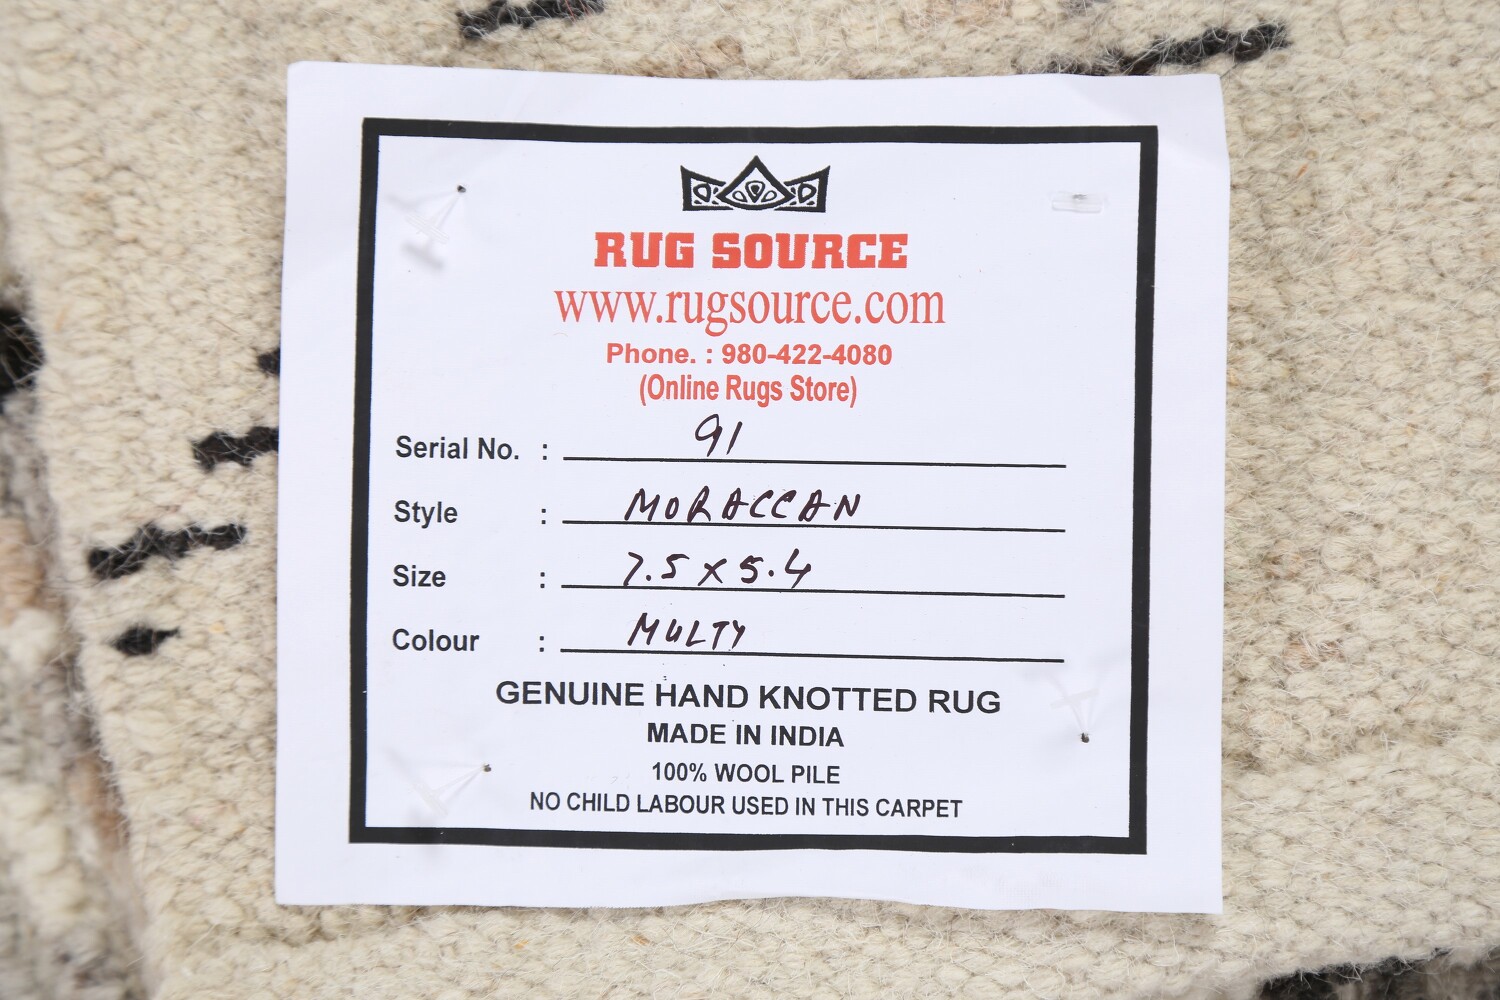 RUG SOURCE
www.rugsource.com
Phone. : 980-422-4080
(Online Rugs Store)
Serial No. : 91
Style : MORACCAN
Size : 7.5 x 5.4
Colour : MULTY
GENUINE HAND KNOTTED RUG
MADE IN INDIA
100% WOOL PILE
NO CHILD LABOUR USED IN THIS CARPET